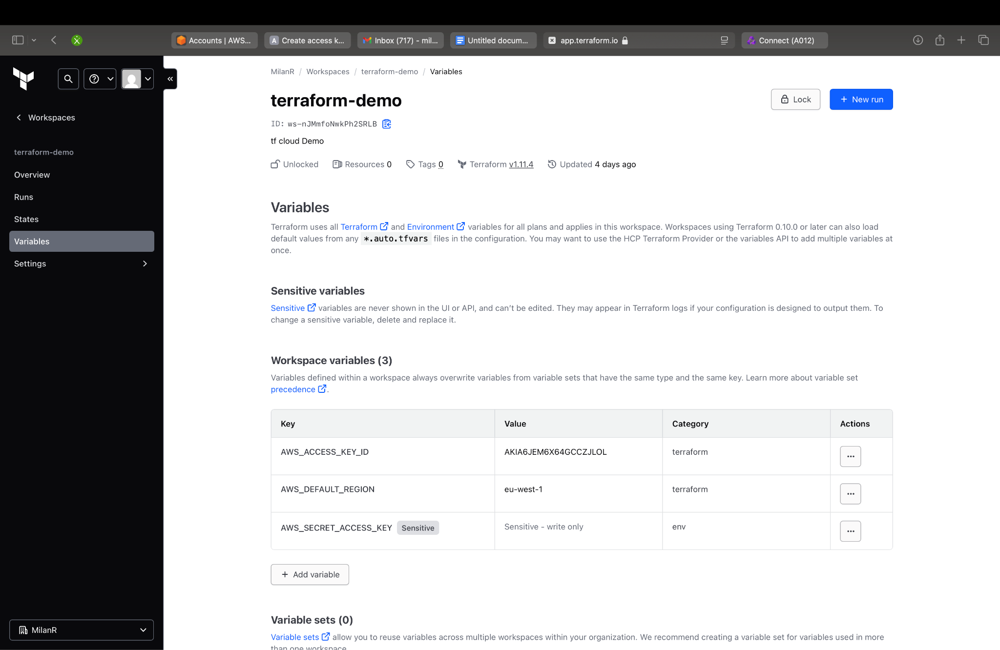 Accounts | AWS...
A
Create access k...
Inbox (717) - mil...
Untitled docum...
app.terraform.io
Connect (A012)
MilanR / Workspaces / terraform-demo / Variables
terraform-demo
Lock
+ New run
Workspaces
ID: ws-nJMmfoNwkPh2SRLB
tf cloud Demo
terraform-demo
Unlocked Resources 0 Tags 0 Terraform v1.11.4 Updated 4 days ago
Overview
Runs
States
Variables
Settings
Variables
Terraform uses all Terraform and Environment variables for all plans and applies in this workspace. Workspaces using Terraform 0.10.0 or later can also load
default values from any *.auto.tfvars files in the configuration. You may want to use the HCP Terraform Provider or the variables API to add multiple variables at
once.
Sensitive variables
Sensitive variables are never shown in the UI or API, and can't be edited. They may appear in Terraform logs if your configuration is designed to output them. To
change a sensitive variable, delete and replace it.
Workspace variables (3)
Variables defined within a workspace always overwrite variables from variable sets that have the same type and the same key. Learn more about variable set
precedence.
Key Value Category Actions
AWS_ACCESS_KEY_ID AKIA6JEM6X64GCCZJLOL terraform ...
AWS_DEFAULT_REGION eu-west-1 terraform ...
AWS_SECRET_ACCESS_KEY Sensitive Sensitive - write only env ...
+ Add variable
Variable sets (0)
Variable sets allow you to reuse variables across multiple workspaces within your organization. We recommend creating a variable set for variables used in more
than one workspace
MilanR